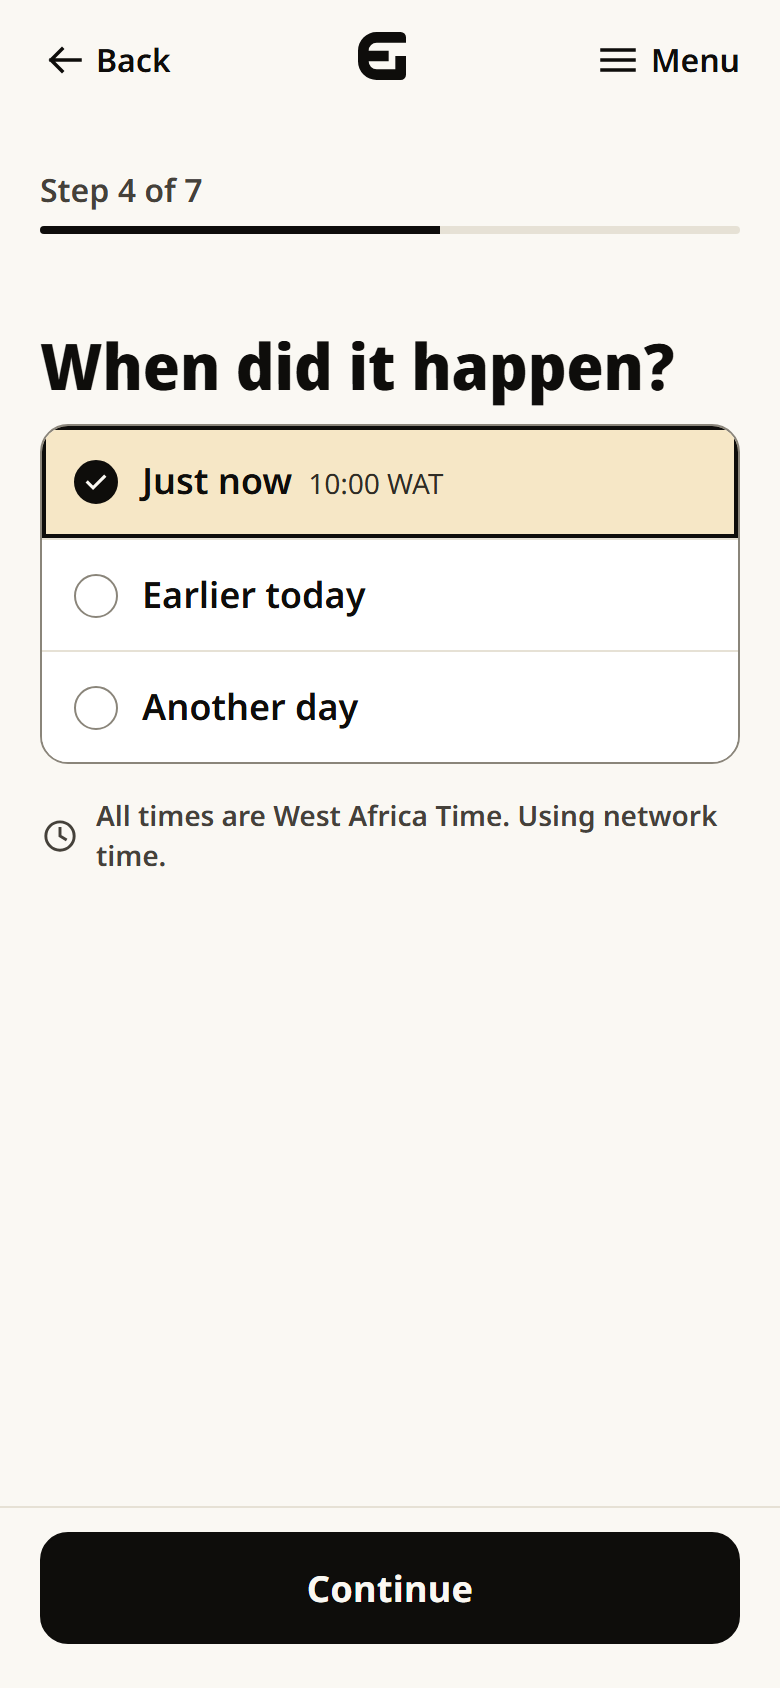 Back
Menu
Step 4 of 7
When did it happen?
Just now 10:00 WAT
Earlier today
Another day
All times are West Africa Time. Using network
time.
Continue